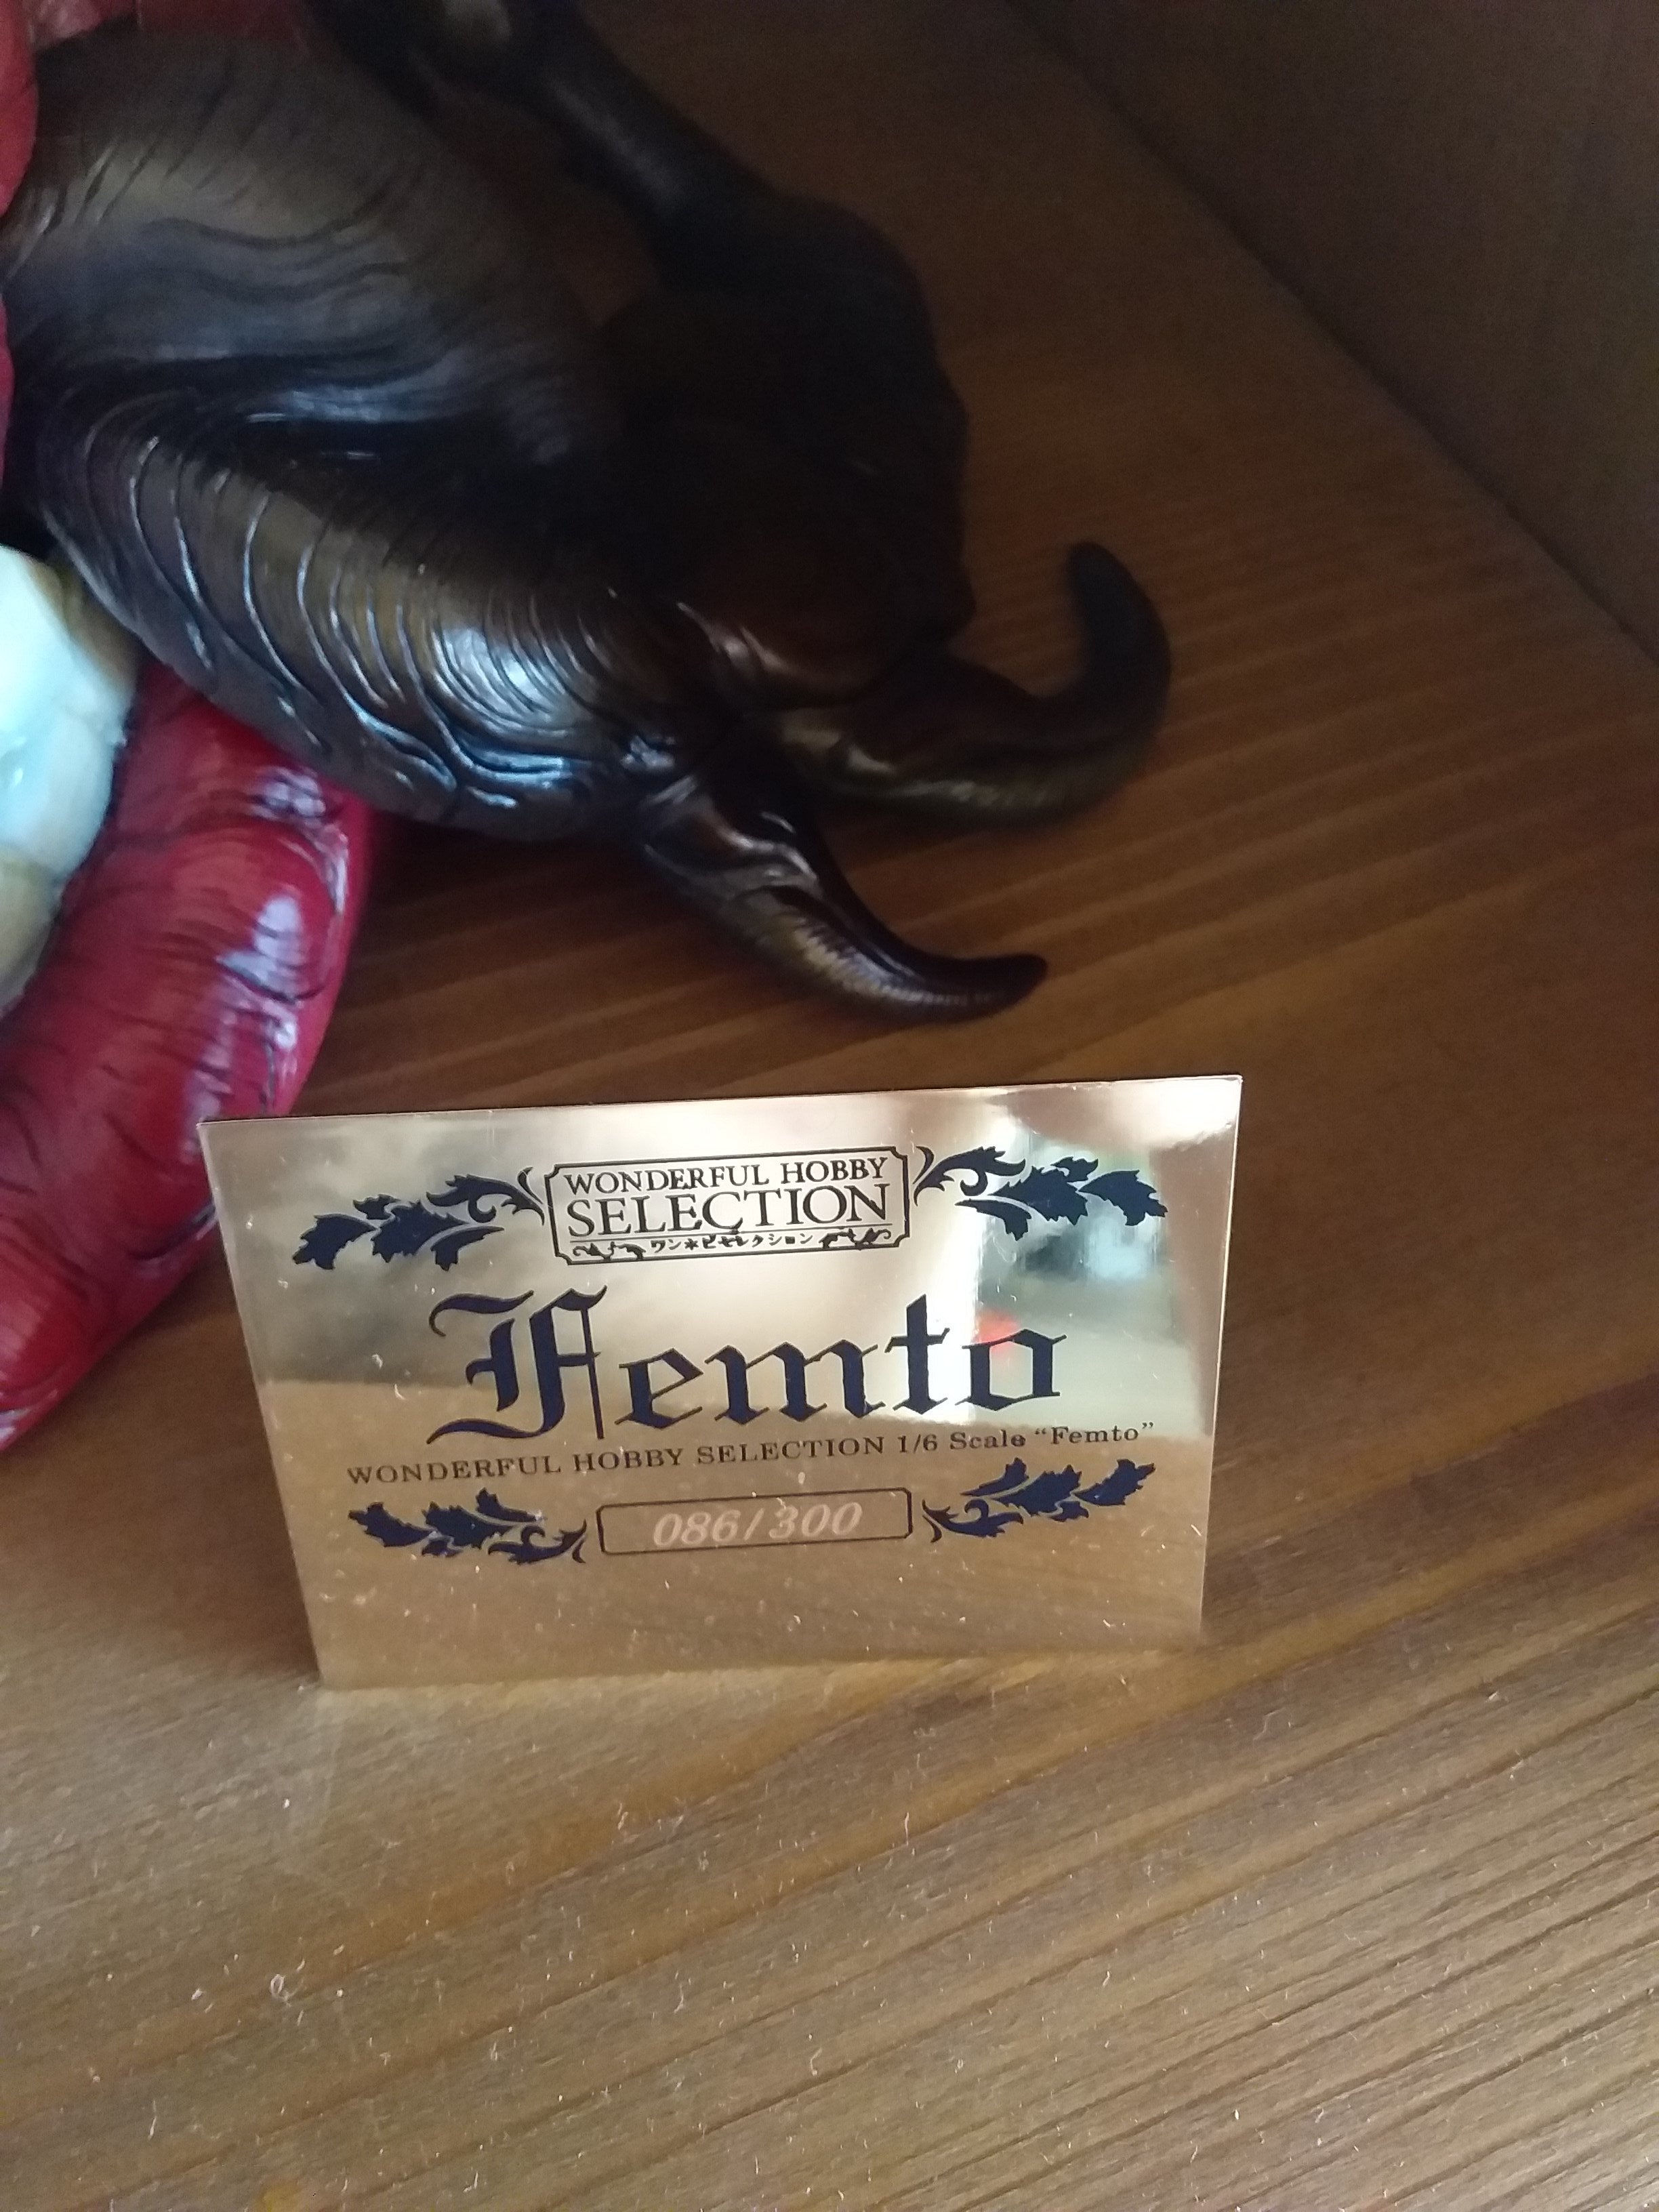 WONDERFUL HOBBY
SELECTION
ワン*ビセレクション
Femto
WONDERFUL HOBBY SELECTION 1/6 Scale “Femto”
086/300